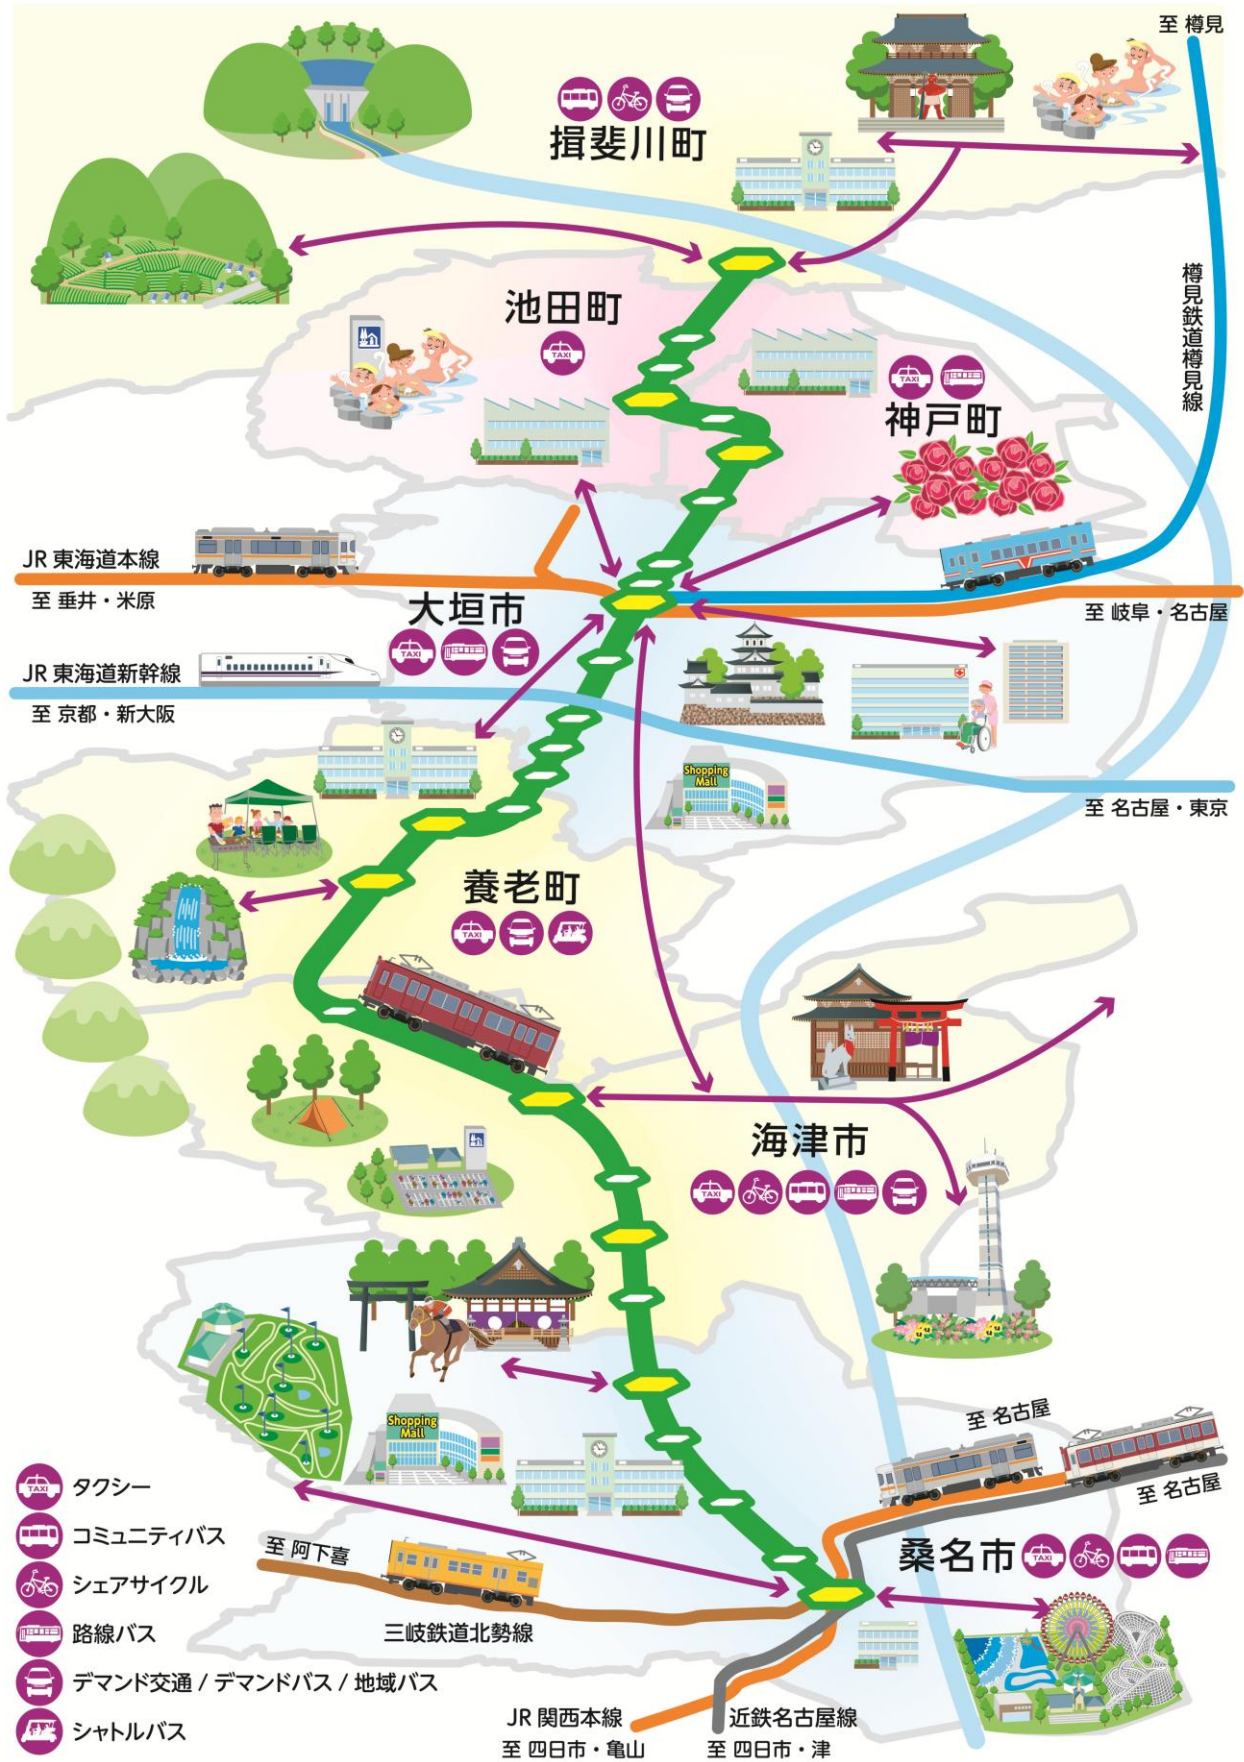 至 樽見
揖斐川町
樽見鉄道樽見線
池田町
TAXI
TAXI
神戸町
JR 東海道本線
至 垂井・米原
大垣市
TAXI
至 岐阜・名古屋
JR 東海道新幹線
至 京都・新大阪
Shopping
Mall
至 名古屋・東京
養老町
TAXI
海津市
TAXI
Shopping
Mall
至 名古屋
至 名古屋
桑名市
TAXI
至 阿下喜
三岐鉄道北勢線
JR 関西本線
至 四日市・亀山
近鉄名古屋線
至 四日市・津
TAXI
タクシー
コミュニティバス
シェアサイクル
路線バス
デマンド交通 / デマンドバス / 地域バス
シャトルバス